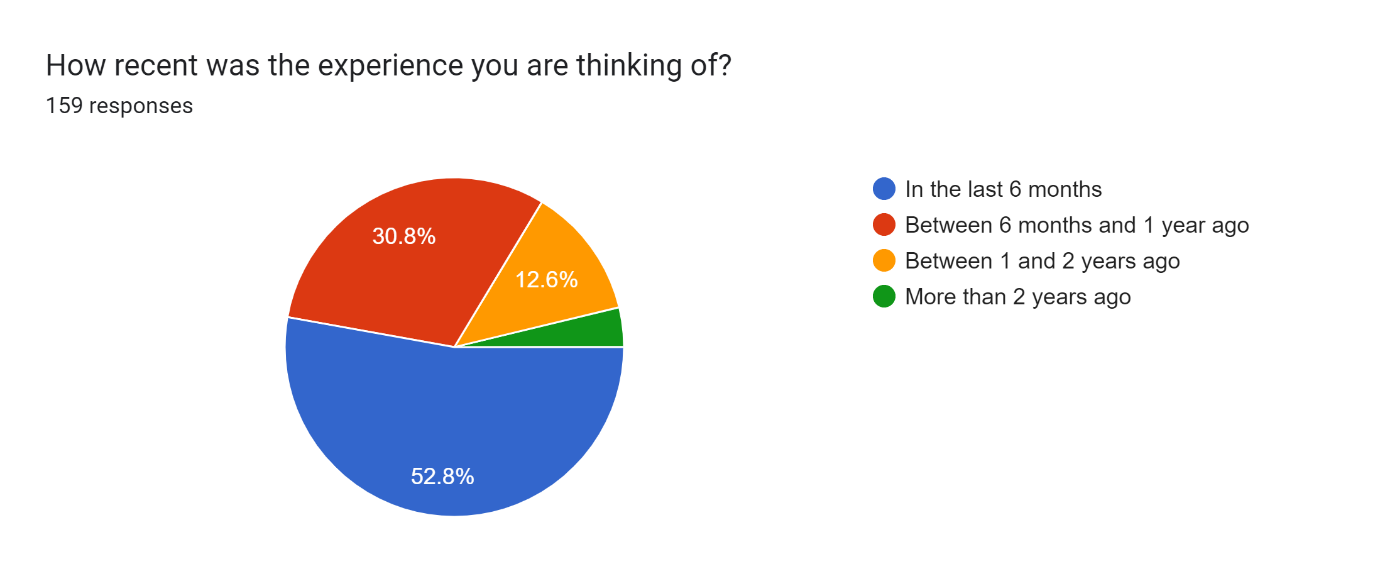 How recent was the experience you are thinking of?
159 responses
30.8%
12.6%
52.8%
In the last 6 months
Between 6 months and 1 year ago
Between 1 and 2 years ago
More than 2 years ago